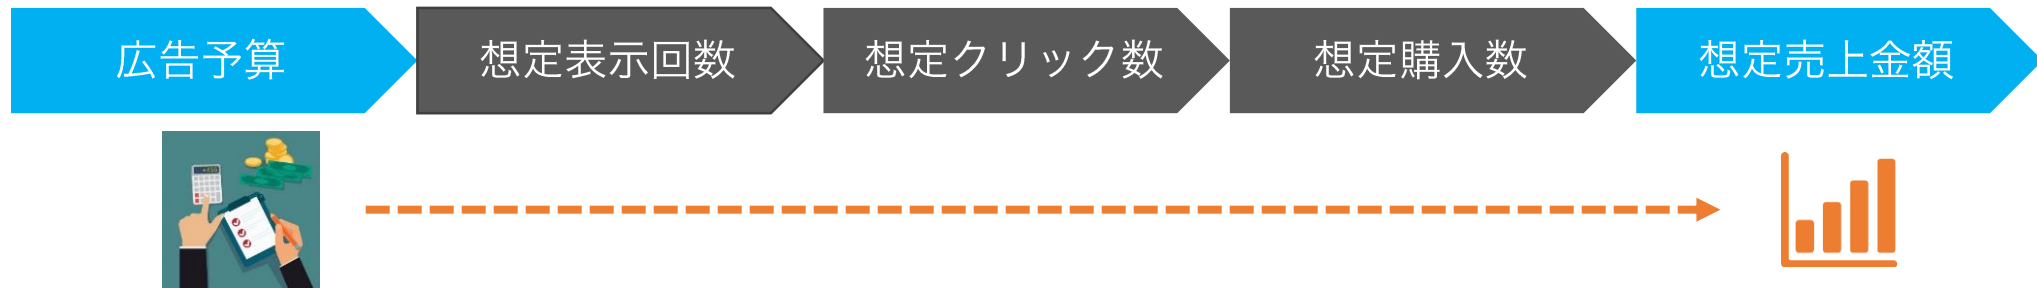 広告予算
想定表示回数
想定クリック数
想定購入数
想定売上金額